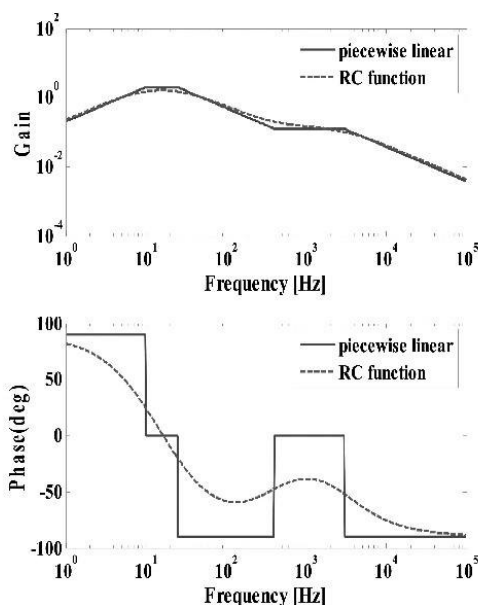 10^2
piecewise linear
RC function
10^0
Gain
10^-2
10^-4
10^0 10^1 10^2 10^3 10^4 10^5
Frequency [Hz]
100
piecewise linear
RC function
50
Phase(deg)
0
-50
-100
10^0 10^1 10^2 10^3 10^4 10^5
Frequency [Hz]